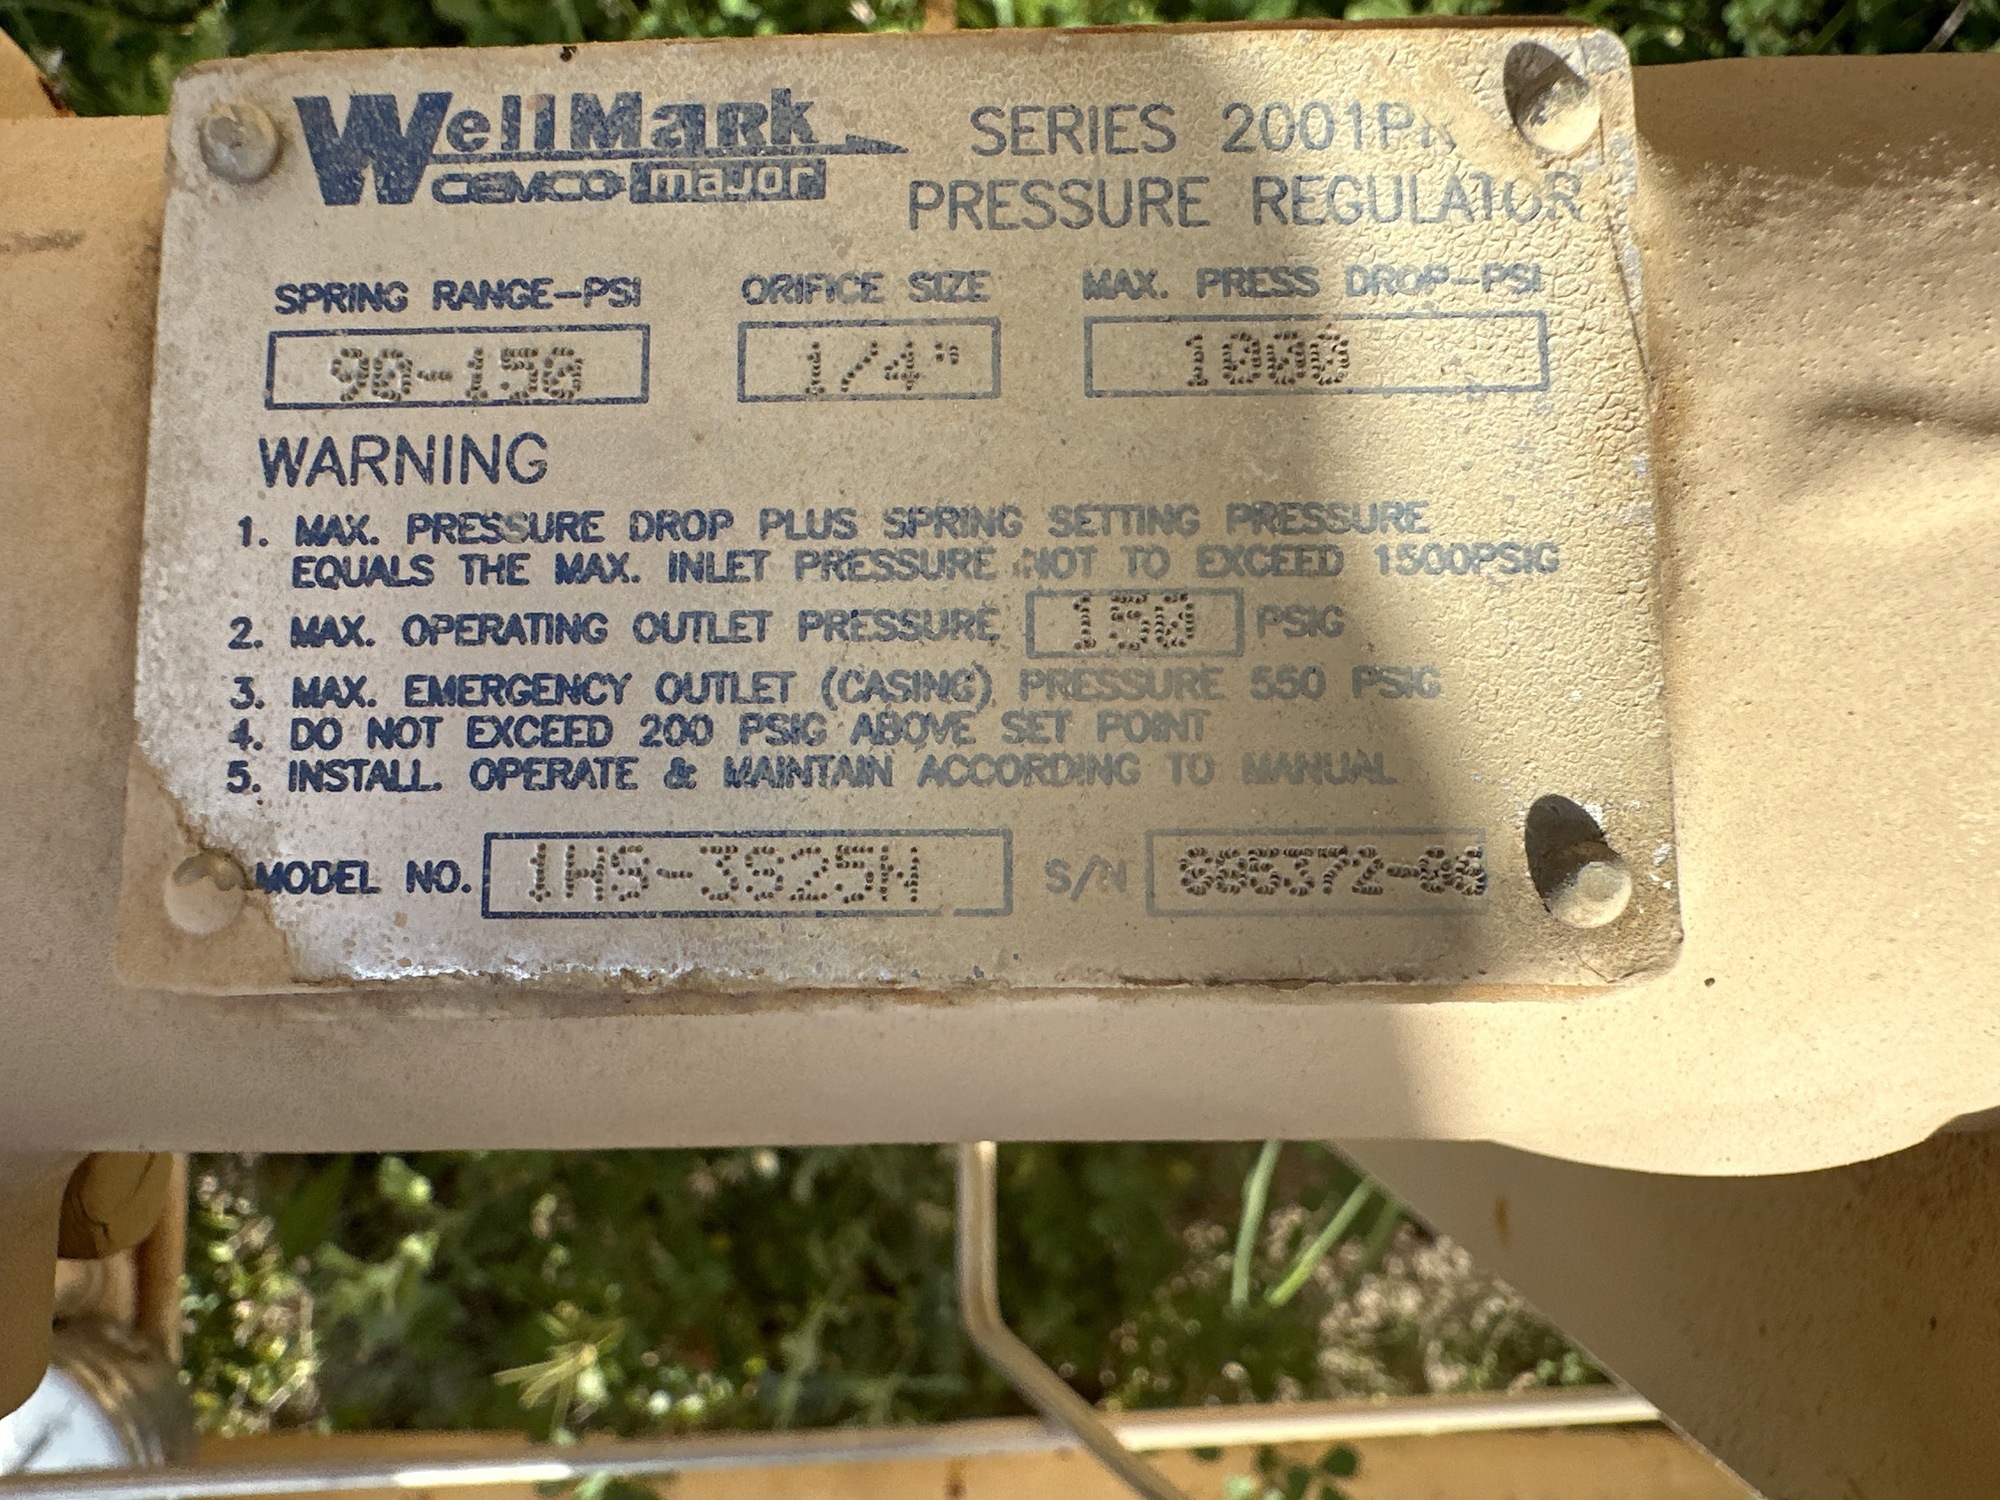 WellMark
CEMCO major
SERIES 2001PR
PRESSURE REGULATOR
SPRING RANGE-PSI ORIFICE SIZE MAX. PRESS DROP-PSI
90-150 1/4" 1000
WARNING
1. MAX. PRESSURE DROP PLUS SPRING SETTING PRESSURE
EQUALS THE MAX. INLET PRESSURE NOT TO EXCEED 1500PSIG
2. MAX. OPERATING OUTLET PRESSURE 150 PSIG
3. MAX. EMERGENCY OUTLET (CASING) PRESSURE 550 PSIG
4. DO NOT EXCEED 200 PSIG ABOVE SET POINT
5. INSTALL. OPERATE & MAINTAIN ACCORDING TO MANUAL
MODEL NO. 1HS-3S25N S/N